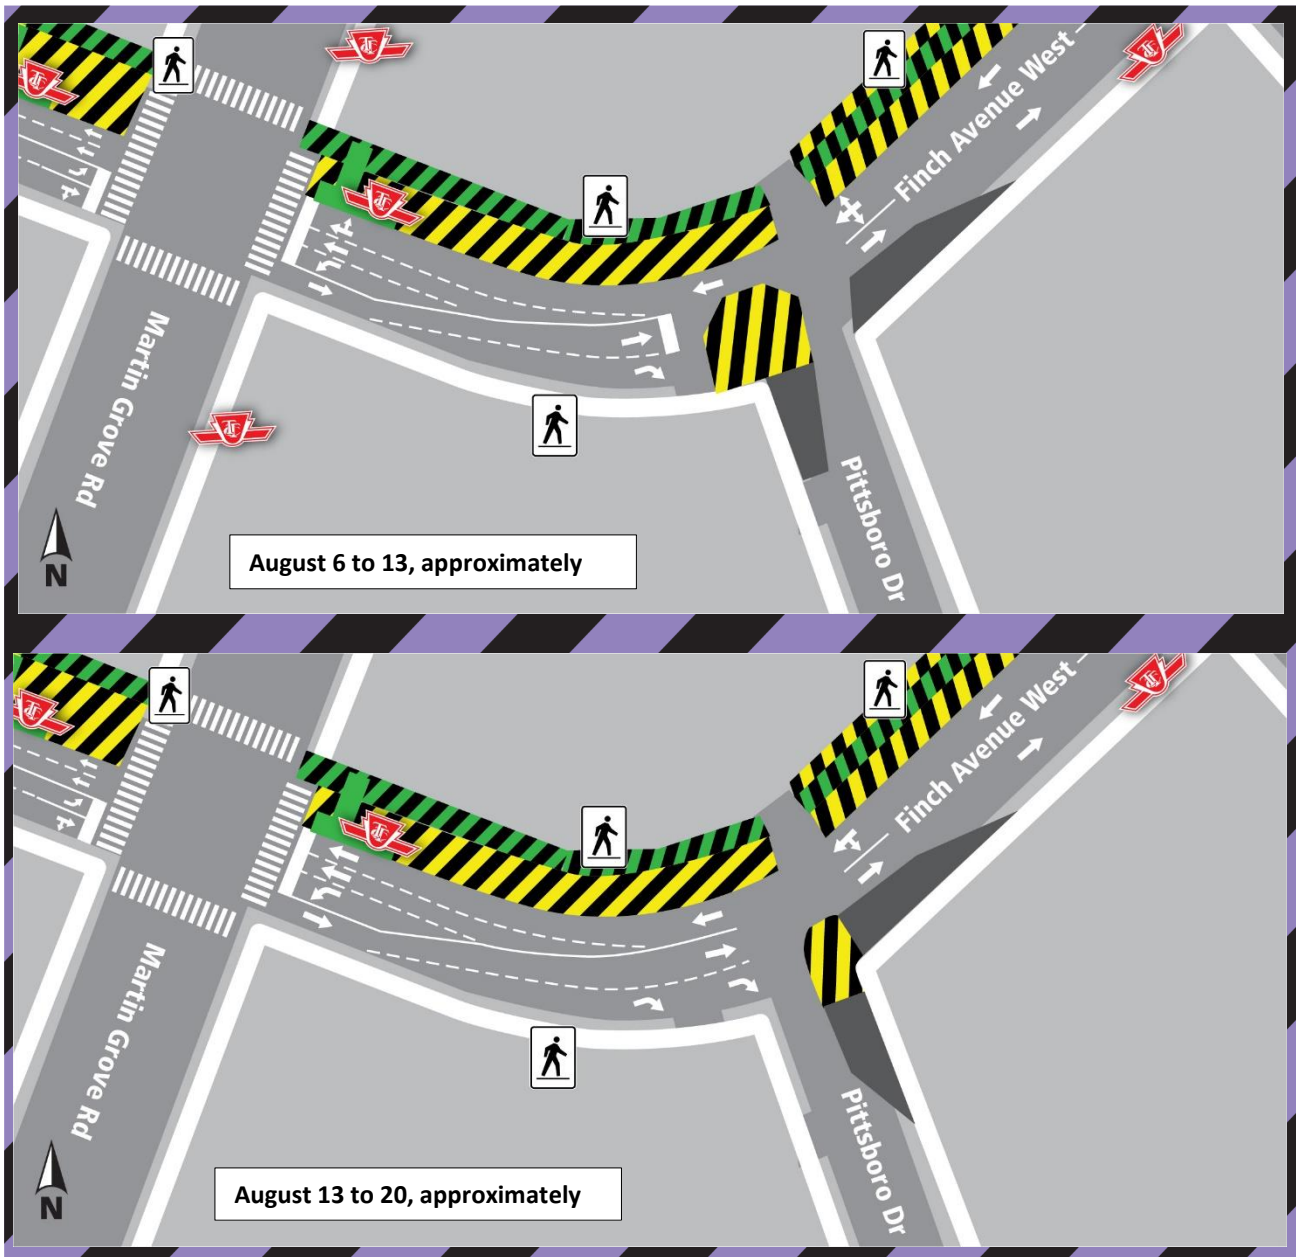 Finch Avenue West
Martin Grove Rd
Pittsboro Dr
N
August 6 to 13, approximately
Finch Avenue West
Martin Grove Rd
Pittsboro Dr
N
August 13 to 20, approximately